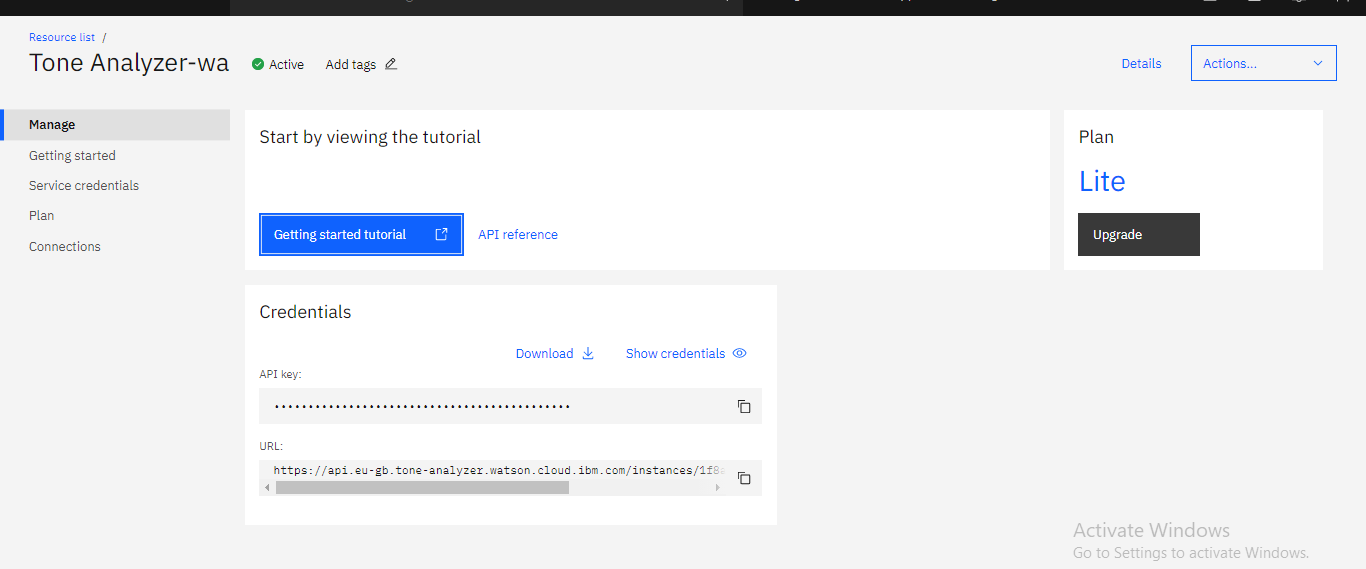 Resource list /
Tone Analyzer-wa
Active
Add tags
Details
Actions...
Manage
Getting started
Service credentials
Plan
Connections
Start by viewing the tutorial
Getting started tutorial
API reference
Plan
Lite
Upgrade
Credentials
Download
Show credentials
API key:
••••••••••••••••••••••••••••••••••••••••••••
URL:
https://api.eu-gb.tone-analyzer.watson.cloud.ibm.com/instances/1f8
Activate Windows
Go to Settings to activate Windows.